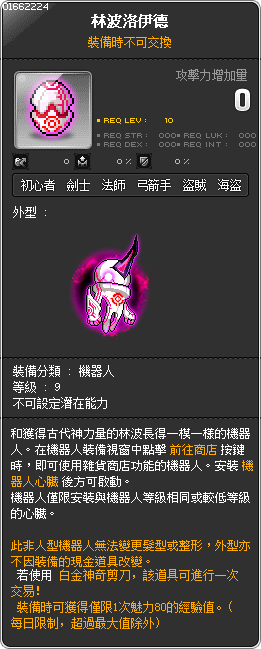 01662224
林波洛伊德
裝備時不可交換
攻擊力增加量
0
REQ LEV : 10
REQ STR : 000 REQ LUK : 000
REQ DEX : 000 REQ INT : 000
0 0 % 0 %
初心者 劍士 法師 弓箭手 盜賊 海盜
外型 :
裝備分類 : 機器人
等級 : 9
不可設定潛在能力
和獲得古代神力量的林波長得一模一樣的機器
人。在機器人裝備視窗中點擊 前往商店 按鍵
時，即可使用雜貨商店功能的機器人。安裝 機
器人心臟 後方可啟動。
機器人僅限安裝與機器人等級相同或較低等級
的心臟。
此非人型機器人無法變更髮型或整形，外型亦
不因裝備的現金道具改變。
若使用 白金神奇剪刀，該道具可進行一次
交易!
裝備時可獲得僅限1次魅力80的經驗值。(
每日限制，超過最大值除外)